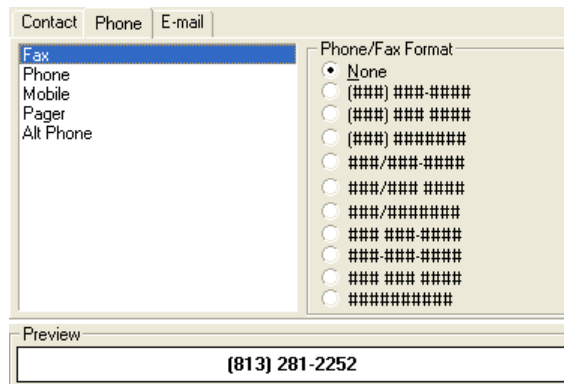 Contact Phone E-mail
Fax
Phone
Mobile
Pager
Alt Phone
Phone/Fax Format
None
(###) ###-####
(###) ### ####
(###) #######
###/###-####
###/### ####
###/#######
### ###-####
###-###-####
### ### ####
##########
Preview
(813) 281-2252